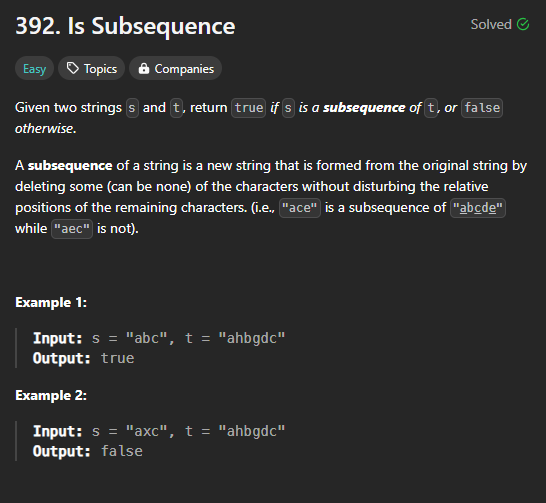 392. Is Subsequence
Solved
Easy
Topics
Companies
Given two strings s and t, return true if s is a subsequence of t, or false
otherwise.
A subsequence of a string is a new string that is formed from the original string by
deleting some (can be none) of the characters without disturbing the relative
positions of the remaining characters. (i.e., "ace" is a subsequence of "abcde"
while "aec" is not).
Example 1:
Input: s = "abc", t = "ahbgdc"
Output: true
Example 2:
Input: s = "axc", t = "ahbgdc"
Output: false